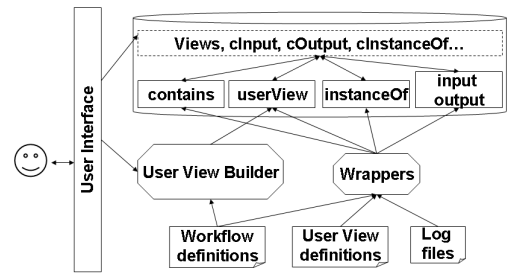 User Interface
Views, cInput, cOutput, cInstanceOf...
contains
userView
instanceOf
input
output
User View Builder
Wrappers
Workflow
definitions
User View
definitions
Log
files